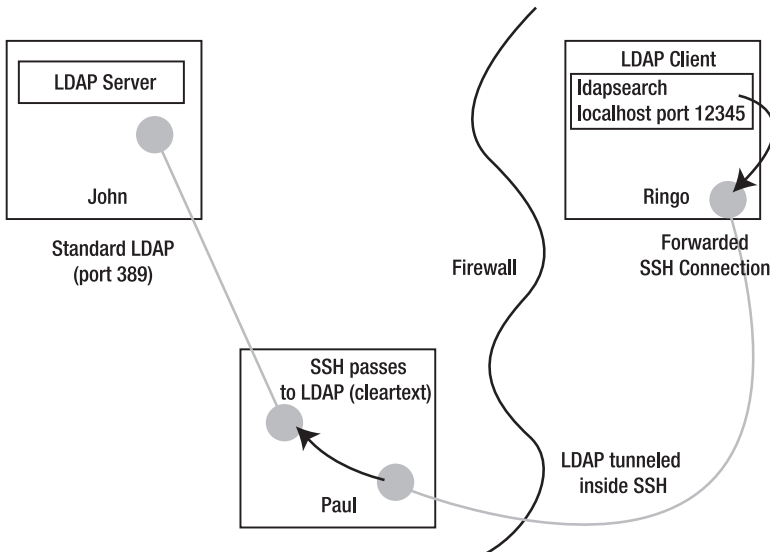 LDAP Server
John
Standard LDAP
(port 389)
Firewall
LDAP Client
ldapsearch
localhost port 12345
Ringo
Forwarded
SSH Connection
SSH passes
to LDAP (cleartext)
Paul
LDAP tunneled
inside SSH